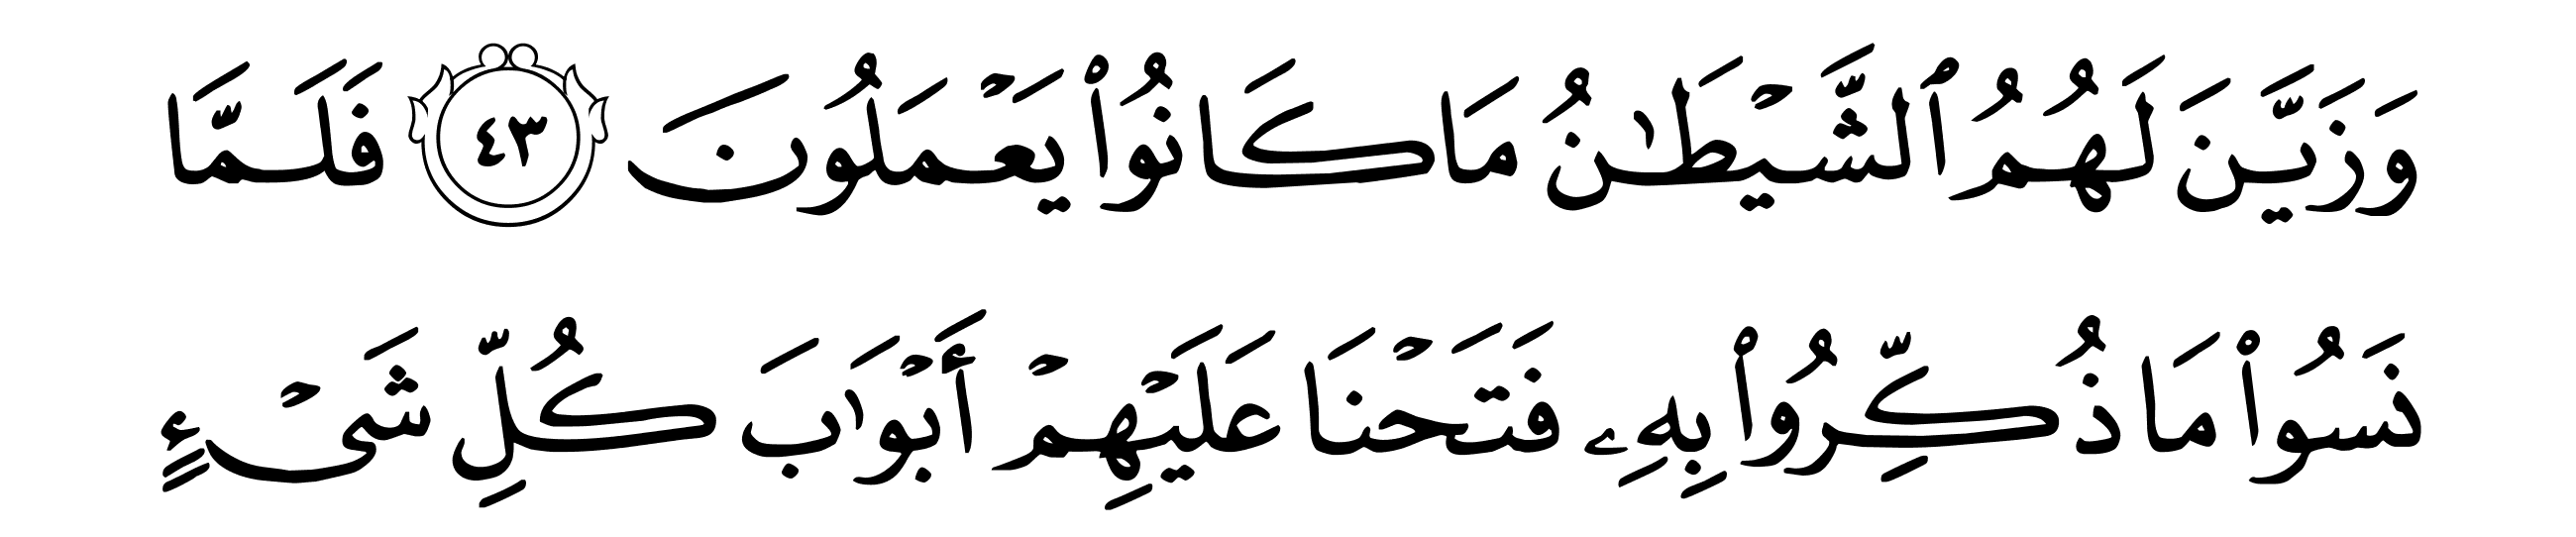 وَزَيَّنَ لَهُمُ ٱلشَّيْطَٰنُ مَا كَانُوا۟ يَعْمَلُونَ ٤٣ فَلَمَّا
نَسُوا۟ مَا ذُكِّرُوا۟ بِهِۦ فَتَحْنَا عَلَيْهِمْ أَبْوَٰبَ كُلِّ شَىْءٍ